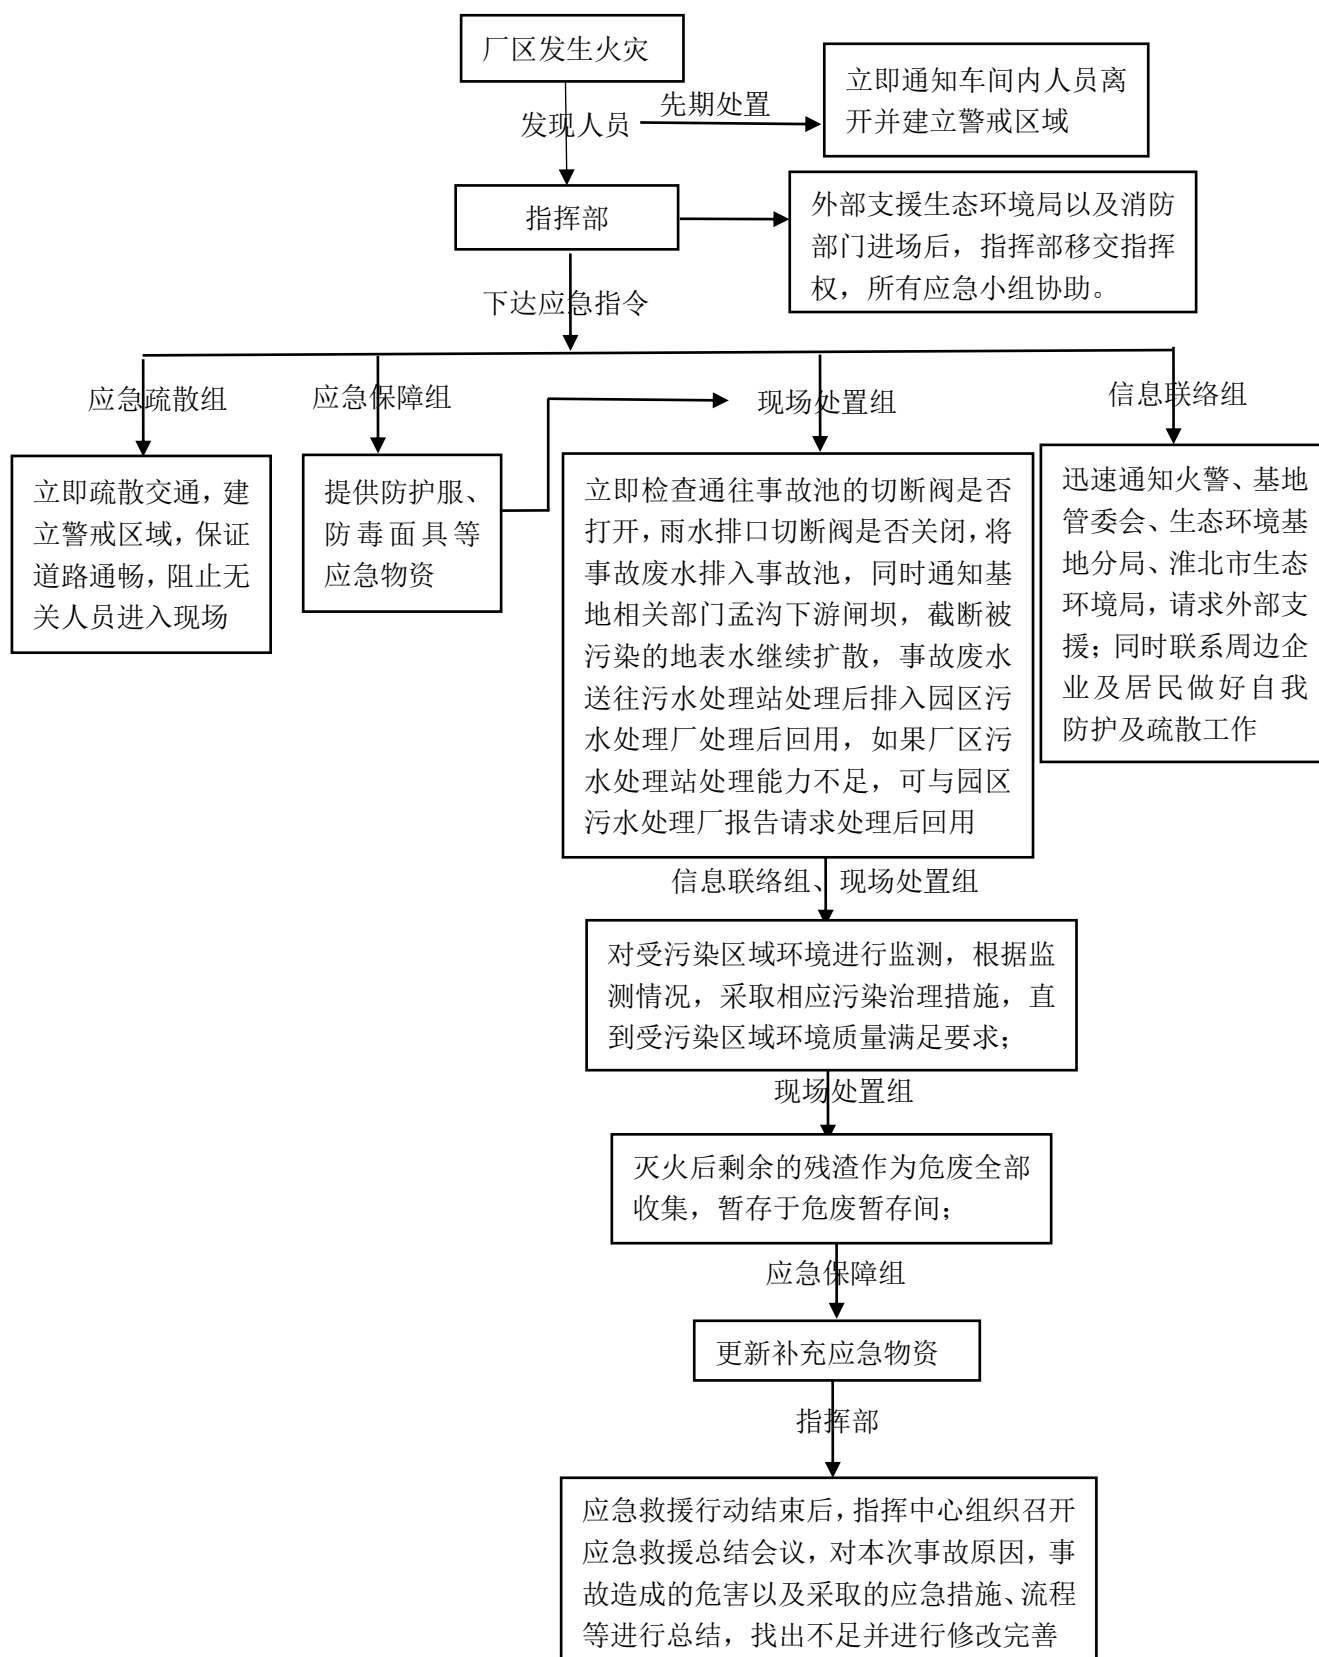 厂区发生火灾
立即通知车间内人员离
开并建立警戒区域
先期处置
发现人员
指挥部
外部支援生态环境局以及消防
部门进场后，指挥部移交指挥
权，所有应急小组协助。
下达应急指令
应急疏散组
应急保障组
现场处置组
信息联络组
立即疏散交通，建
立警戒区域，保证
道路通畅，阻止无
关人员进入现场
提供防护服、
防毒面具等
应急物资
立即检查通往事故池的切断阀是否
打开，雨水排口切断阀是否关闭，将
事故废水排入事故池，同时通知基
地相关部门孟沟下游闸坝，截断被
污染的地表水继续扩散，事故废水
送往污水处理站处理后排入园区污
水处理厂处理后回用，如果厂区污
水处理站处理能力不足，可与园区
污水处理厂报告请求处理后回用
迅速通知火警、基地
管委会、生态环境基
地分局、淮北市生态
环境局，请求外部支
援；同时联系周边企
业及居民做好自我
防护及疏散工作
信息联络组、现场处置组
对受污染区域环境进行监测，根据监
测情况，采取相应污染治理措施，直
到受污染区域环境质量满足要求；
现场处置组
灭火后剩余的残渣作为危废全部
收集，暂存于危废暂存间；
应急保障组
更新补充应急物资
指挥部
应急救援行动结束后，指挥中心组织召开
应急救援总结会议，对本次事故原因，事
故造成的危害以及采取的应急措施、流程
等进行总结，找出不足并进行修改完善